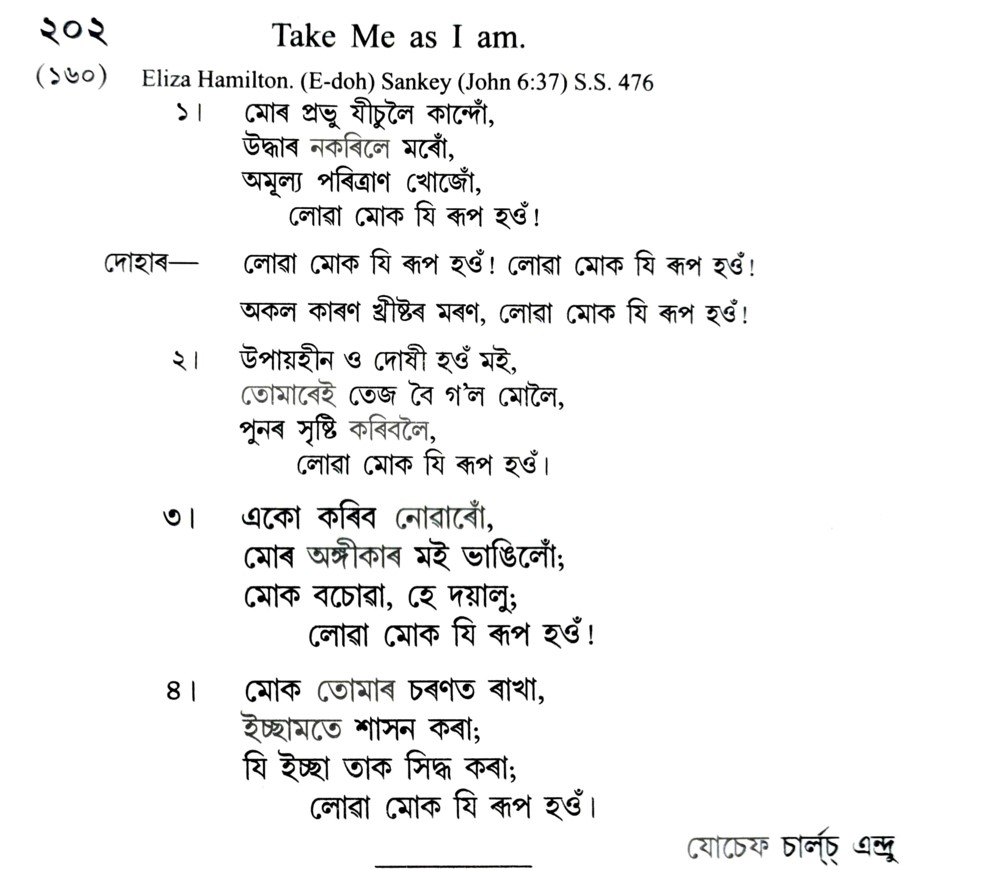 ২০২
Take Me as I am.
(১৬০) Eliza Hamilton. (E-doh) Sankey (John 6:37) S.S. 476
১। মোৰ প্ৰভু যীচুলৈ কান্দোঁ,
উদ্ধাৰ নকৰিলে মৰোঁ,
অমূল্য পৰিত্ৰাণ খোজোঁ,
লোৱা মোক যি ৰূপ হওঁ!
দোহাৰ— লোৱা মোক যি ৰূপ হওঁ! লোৱা মোক যি ৰূপ হওঁ!
অকল কাৰণ খ্ৰীষ্টৰ মৰণ, লোৱা মোক যি ৰূপ হওঁ!
২। উপায়হীন ও দোষী হওঁ মই,
তোমাৰেই তেজ বৈ গ'ল মোলৈ,
পুনৰ সৃষ্টি কৰিবলৈ,
লোৱা মোক যি ৰূপ হওঁ।
৩। একো কৰিব নোৱাৰোঁ,
মোৰ অঙ্গীকাৰ মই ভাঙিলোঁ;
মোক বচোৱা, হে দয়ালু;
লোৱা মোক যি ৰূপ হওঁ!
৪। মোক তোমাৰ চৰণত ৰাখা,
ইচ্ছামতে শাসন কৰা;
যি ইচ্ছা তাক সিদ্ধ কৰা;
লোৱা মোক যি ৰূপ হওঁ।
যোচেফ চাৰ্ল্চ্ এন্দ্ৰু